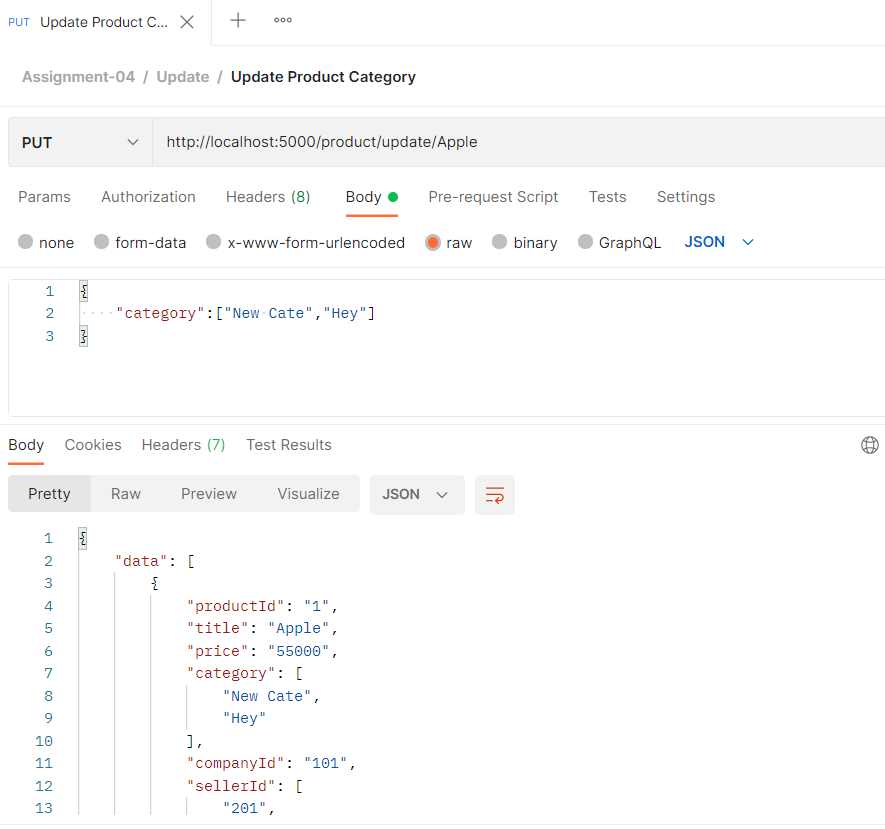 PUT Update Product C...
Assignment-04 / Update / Update Product Category
PUT http://localhost:5000/product/update/Apple
Params Authorization Headers (8) Body Pre-request Script Tests Settings
none form-data x-www-form-urlencoded raw binary GraphQL JSON
1 {
2 ····"category":["New·Cate","Hey"]
3 }
Body Cookies Headers (7) Test Results
Pretty Raw Preview Visualize JSON
1 {
2 "data": [
3 {
4 "productId": "1",
5 "title": "Apple",
6 "price": "55000",
7 "category": [
8 "New Cate",
9 "Hey"
10 ],
11 "companyId": "101",
12 "sellerId": [
13 "201",